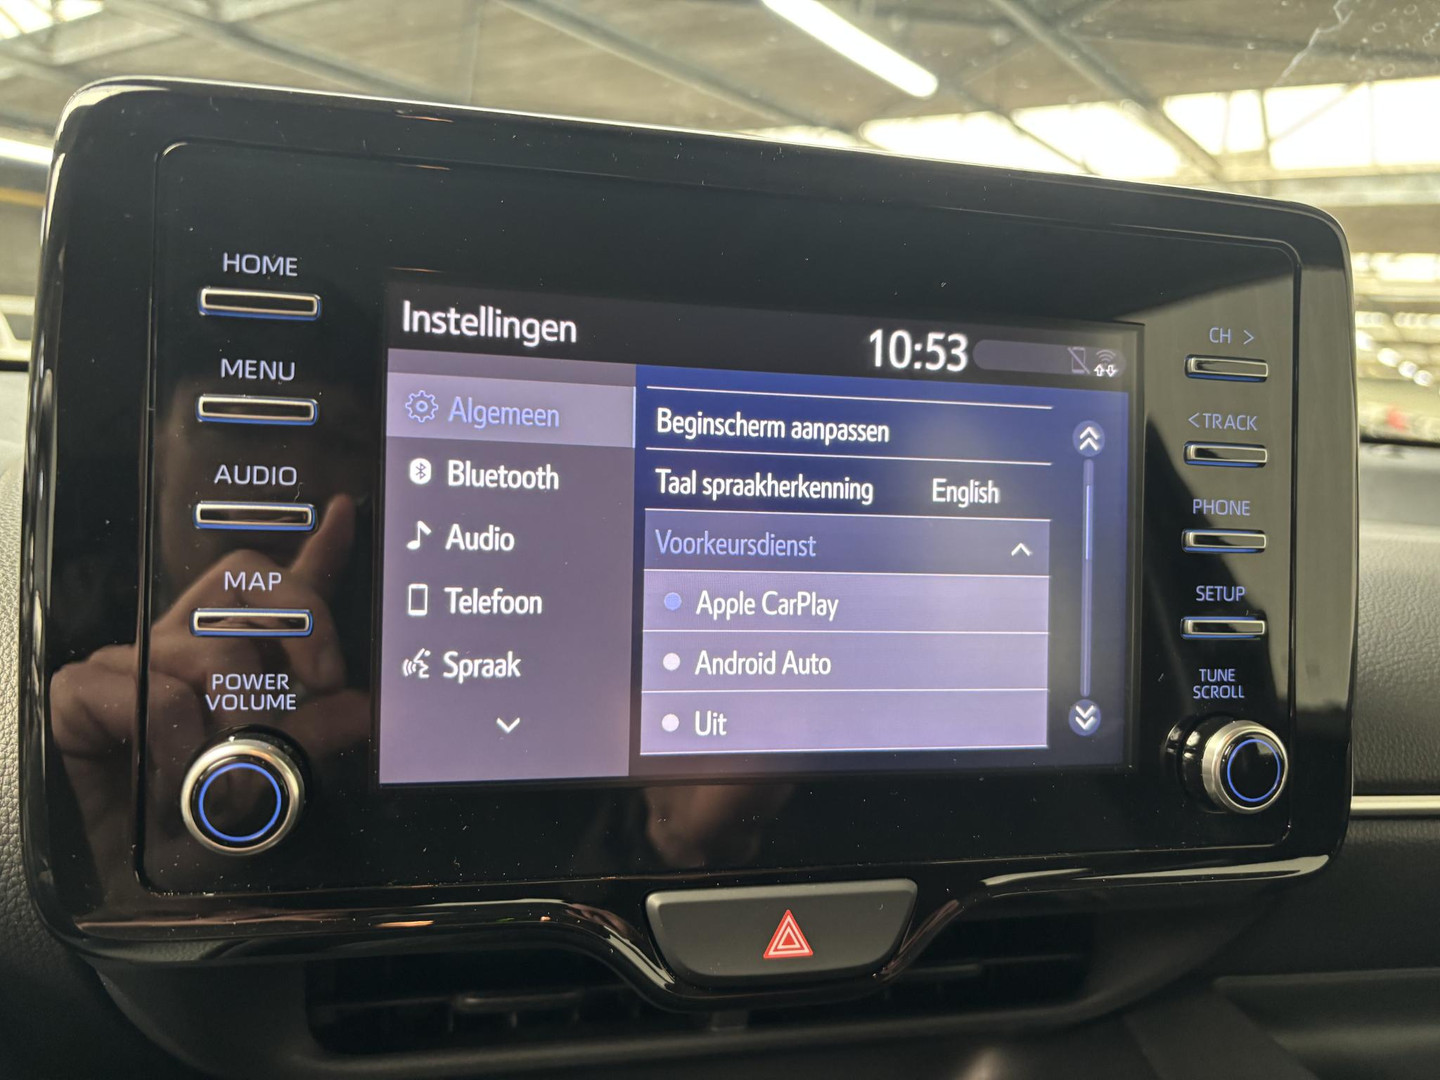 HOME
MENU
AUDIO
MAP
POWER
VOLUME
Instellingen
10:53
Algemeen
Bluetooth
Audio
Telefoon
Spraak
Beginscherm aanpassen
Taal spraakherkenning English
Voorkeursdienst
Apple CarPlay
Android Auto
Uit
CH >
< TRACK
PHONE
SETUP
TUNE
SCROLL